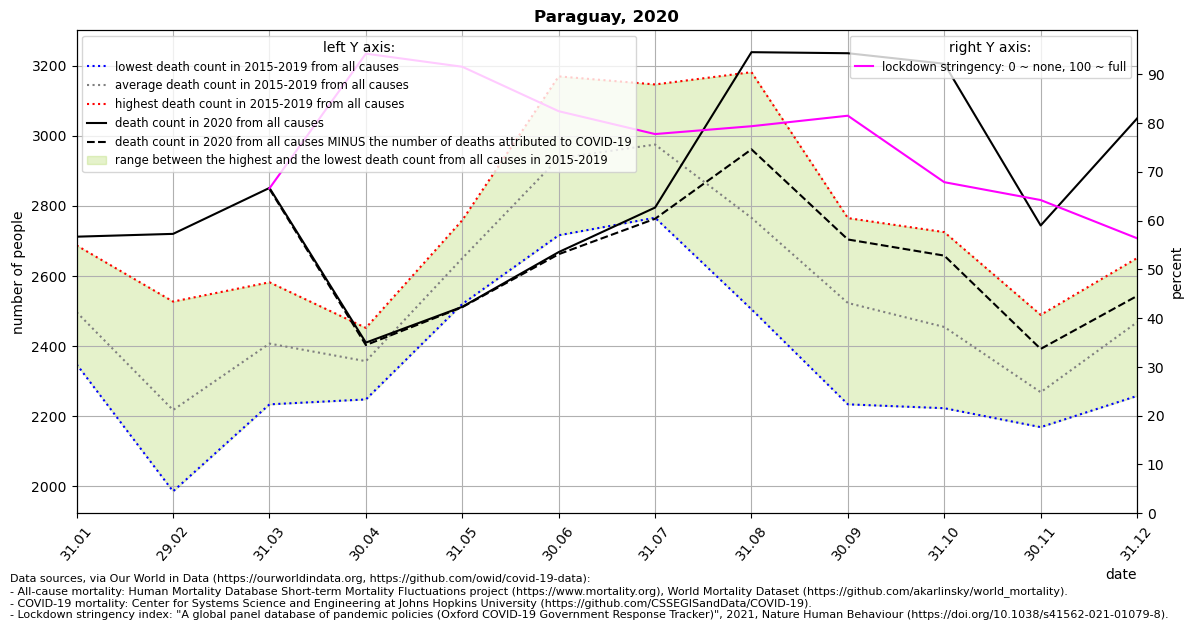 Paraguay, 2020
left Y axis:
lowest death count in 2015-2019 from all causes
average death count in 2015-2019 from all causes
highest death count in 2015-2019 from all causes
death count in 2020 from all causes
death count in 2020 from all causes MINUS the number of deaths attributed to COVID-19
range between the highest and the lowest death count from all causes in 2015-2019
right Y axis:
lockdown stringency: 0 ~ none, 100 ~ full
number of people
3200
3000
2800
2600
2400
2200
2000
percent
90
80
70
60
50
40
30
20
10
0
31.01
29.02
31.03
30.04
31.05
30.06
31.07
31.08
30.09
31.10
30.11
31.12
date
Data sources, via Our World in Data (https://ourworldindata.org, https://github.com/owid/covid-19-data):
- All-cause mortality: Human Mortality Database Short-term Mortality Fluctuations project (https://www.mortality.org), World Mortality Dataset (https://github.com/akarlinsky/world_mortality).
- COVID-19 mortality: Center for Systems Science and Engineering at Johns Hopkins University (https://github.com/CSSEGISandData/COVID-19).
- Lockdown stringency index: "A global panel database of pandemic policies (Oxford COVID-19 Government Response Tracker)", 2021, Nature Human Behaviour (https://doi.org/10.1038/s41562-021-01079-8).